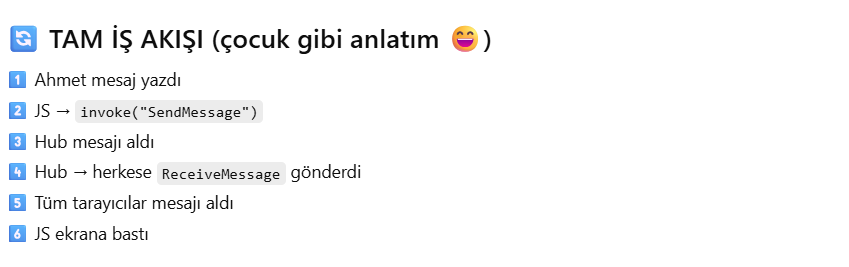 🔄 TAM İŞ AKIŞI (çocuk gibi anlatım 😄)
1️⃣ Ahmet mesaj yazdı
2️⃣ JS → invoke("SendMessage")
3️⃣ Hub mesajı aldı
4️⃣ Hub → herkese ReceiveMessage gönderdi
5️⃣ Tüm tarayıcılar mesajı aldı
6️⃣ JS ekrana bastı